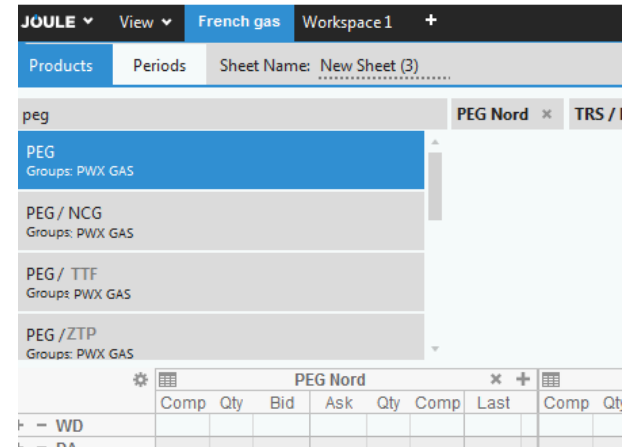 JOULE View French gas Workspace 1 +
Products Periods Sheet Name: New Sheet (3)
peg PEG Nord × TRS /
PEG
Groups: PWX GAS
PEG / NCG
Groups: PWX GAS
PEG / TTF
Groups: PWX GAS
PEG /ZTP
Groups: PWX GAS
PEG Nord × +
Comp Qty Bid Ask Qty Comp Last Comp Qty
− WD